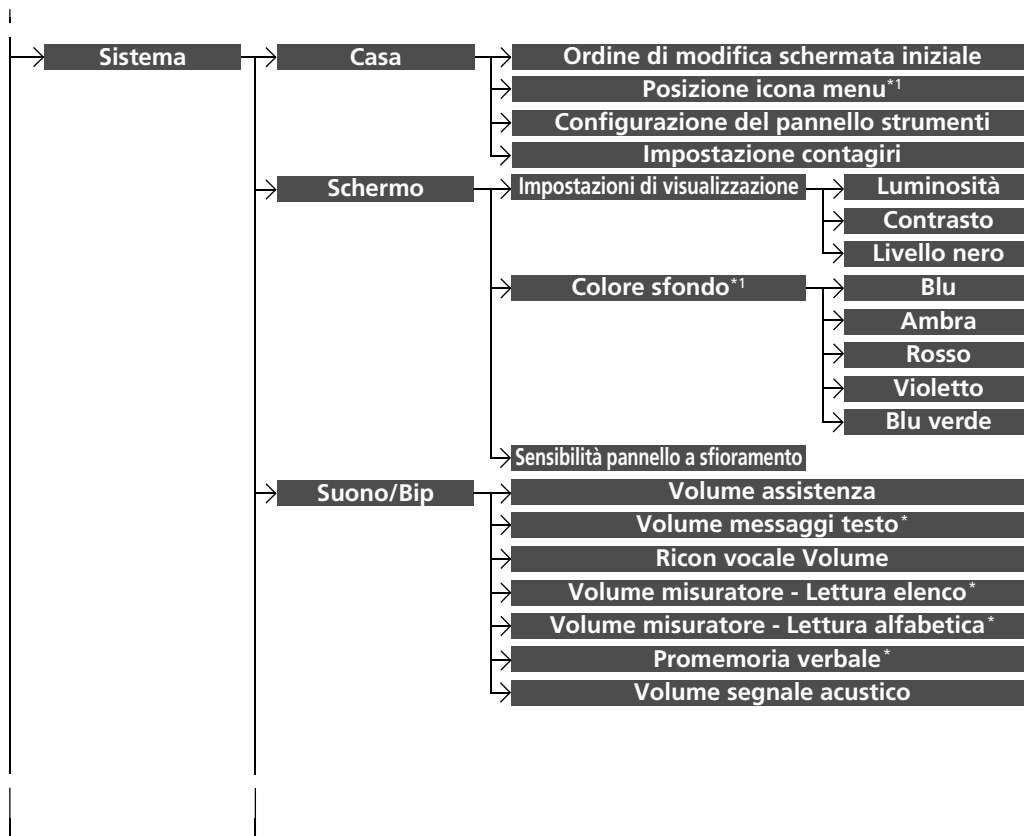 Sistema
Casa
Ordine di modifica schermata iniziale
Posizione icona menu*1
Configurazione del pannello strumenti
Impostazione contagiri
Schermo
Impostazioni di visualizzazione
Luminosità
Contrasto
Livello nero
Colore sfondo*1
Blu
Ambra
Rosso
Violetto
Blu verde
Sensibilità pannello a sfioramento
Suono/Bip
Volume assistenza
Volume messaggi testo*
Ricon vocale Volume
Volume misuratore - Lettura elenco*
Volume misuratore - Lettura alfabetica*
Promemoria verbale*
Volume segnale acustico